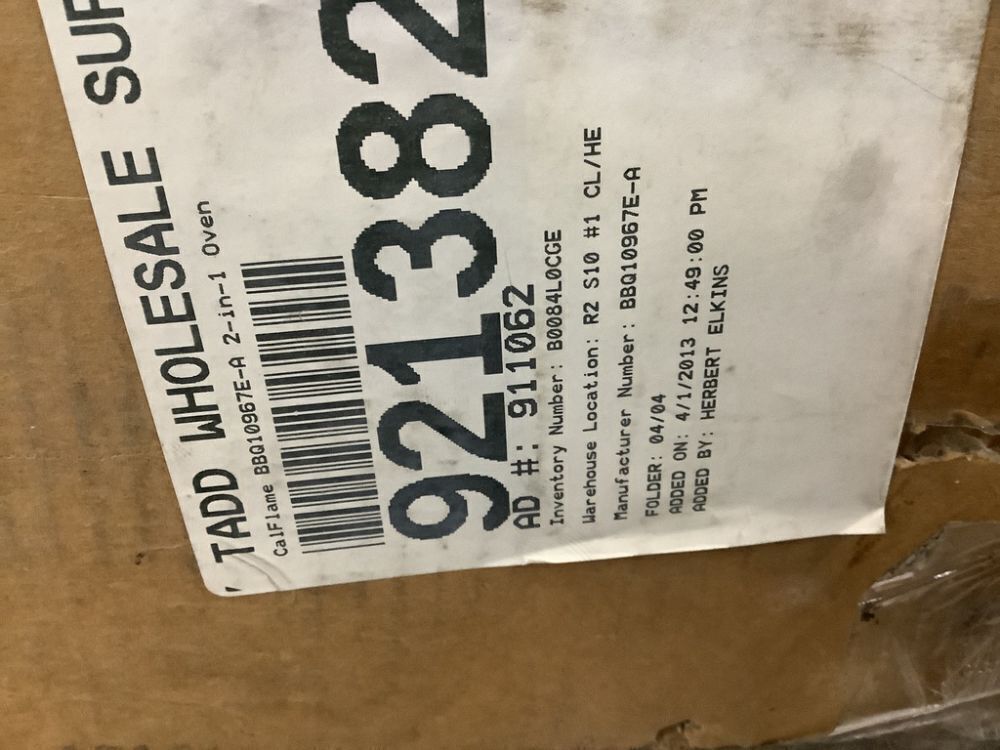 TADD WHOLESALE
CalFlame BBQ10967E-A 2-in-1 Oven
921382
AD #: 911062
Inventory Number: B0084L0CGE
Warehouse Location: R2 S10 #1 CL/HE
Manufacturer Number: BBQ10967E-A
FOLDER: 04/04
ADDED ON: 4/1/2013 12:49:00 PM
ADDED BY: HERBERT ELKINS